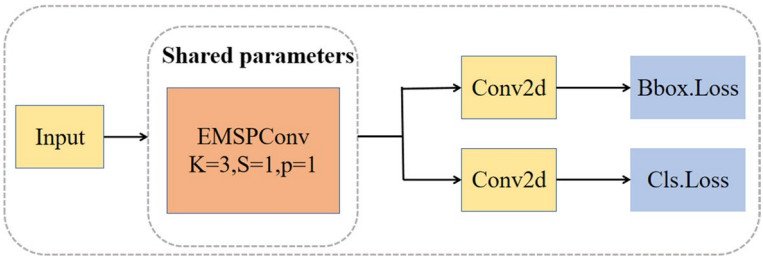 Shared parameters
Input
EMSPConv
K=3,S=1,p=1
Conv2d
Bbox.Loss
Conv2d
Cls.Loss